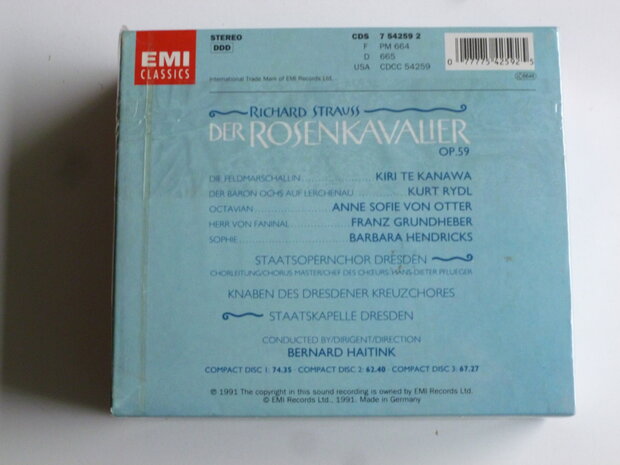 EMI
CLASSICS
STEREO
DDD
CDS 7 54259 2
F PM 664
D 665
USA CDCC 54259
0 77775 42592 5
International Trade Mark of EMI Records Ltd.
RICHARD STRAUSS
DER ROSENKAVALIER
OP.59
DIE FELDMARSCHALLIN.....................KIRI TE KANAWA
DER BARON OCHS AUF LERCHENAU...............KURT RYDL
OCTAVIAN....................ANNE SOFIE VON OTTER
HERR VON FANINAL................FRANZ GRUNDHEBER
SOPHIE.............................BARBARA HENDRICKS
STAATSOPERNCHOR DRESDEN
CHORLEITUNG/CHORUS MASTER/CHEF DES CHŒURS: HANS-DIETER PFLUEGER
KNABEN DES DRESDENER KREUZCHORES
STAATSKAPELLE DRESDEN
CONDUCTED BY/DIRIGENT/DIRECTION
BERNARD HAITINK
COMPACT DISC 1: 74.35 · COMPACT DISC 2: 62.40 · COMPACT DISC 3: 67.27
℗ 1991 The copyright in this sound recording is owned by EMI Records Ltd.
© EMI Records Ltd., 1991. Made in Germany